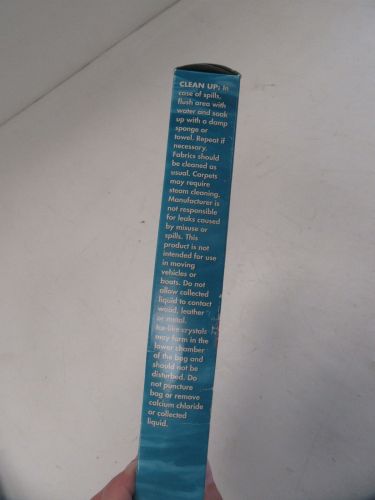 CLEAN UP: In
case of spills,
flush area with
water and soak
up with a damp
sponge or
towel. Repeat if
necessary.
Fabrics should
be cleaned as
usual. Carpets
may require
steam cleaning.
Manufacturer is
not responsible
for leaks caused
by misuse or
spills. This
product is not
intended for use
in moving
vehicles or
boats. Do not
allow collected
liquid to contact
wood, leather
or metal.
Ice-like crystals
may form in the
lower chamber
of the bag and
should not be
disturbed. Do
not puncture
bag or remove
calcium chloride
or collected
liquid.